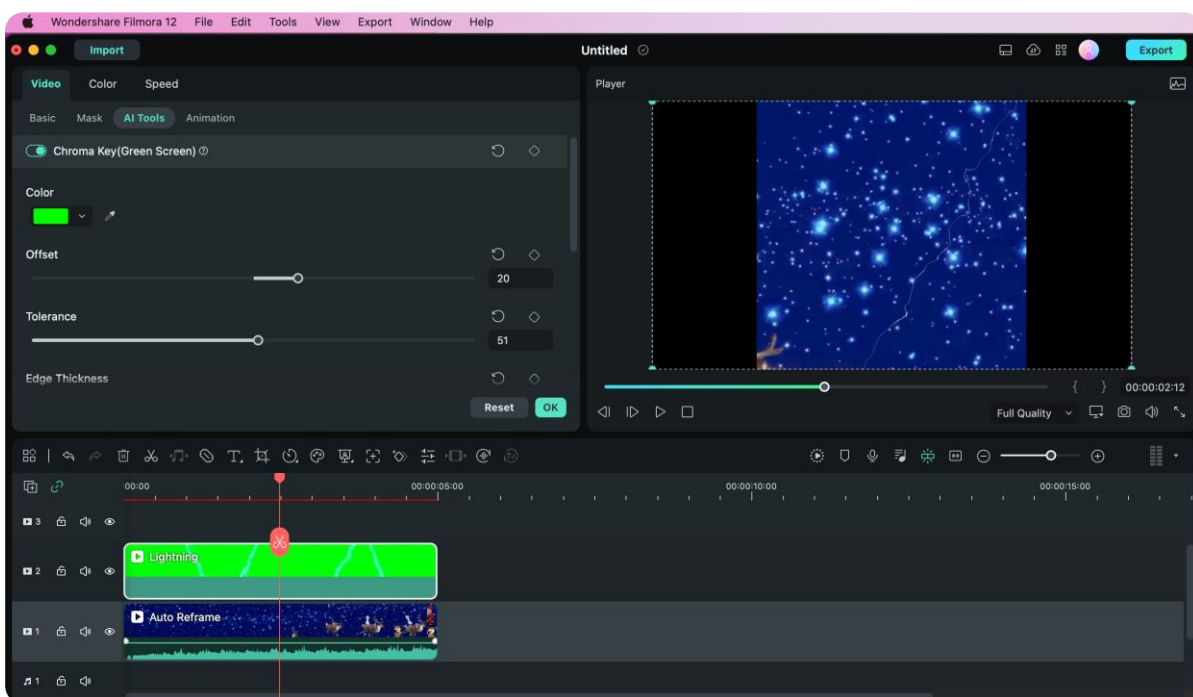 Wondershare Filmora 12 File Edit Tools View Export Window Help
Import Untitled Export
Video Color Speed
Player
Basic Mask AI Tools Animation
Chroma Key(Green Screen)
Color
Offset
20
Tolerance
51
Edge Thickness
{ } 00:00:02:12
Reset OK
Full Quality
00:00 00:00:05:00 00:00:10:00 00:00:15:00
3
2 Lightning
1 Auto Reframe
1